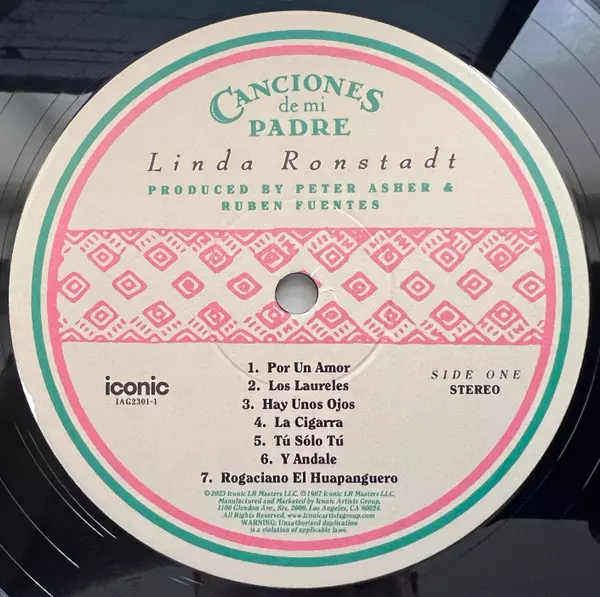 CANCIONES
de mi
PADRE
Linda Ronstadt
PRODUCED BY PETER ASHER &
RUBEN FUENTES
1. Por Un Amor
2. Los Laureles
3. Hay Unos Ojos
4. La Cigarra
5. Tú Sólo Tú
6. Y Andale
7. Rogaciano El Huapanguero
iconic
IAG2301-1
SIDE ONE
STEREO
© 2023 Iconic LR Masters LLC. ℗ 1987 Iconic LR Masters LLC.
Manufactured and Marketed by Iconic Artists Group,
1100 Glendon Ave., Ste. 2000, Los Angeles, CA 90024.
All Rights Reserved. www.iconicartistsgroup.com
WARNING: Unauthorised duplication
is a violation of applicable laws.